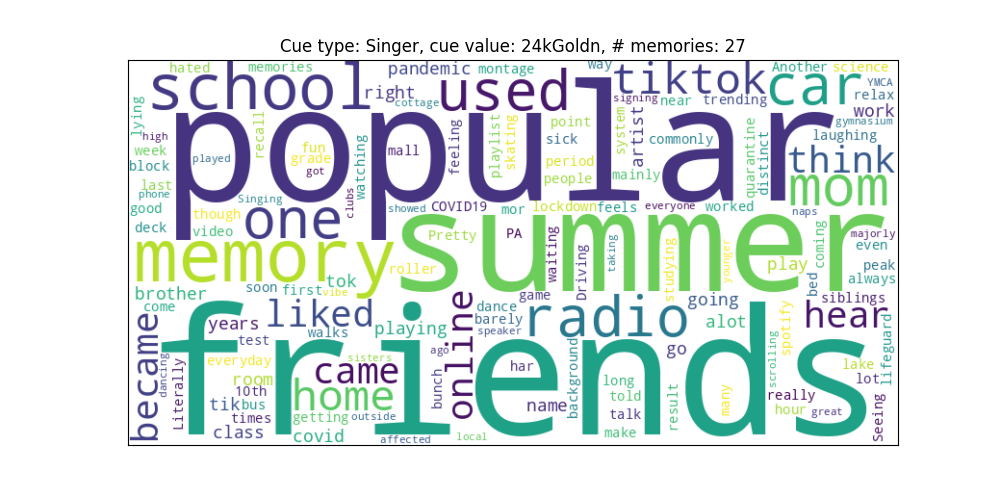 Cue type: Singer, cue value: 24kGoldn, # memories: 27
hated memories pandemic montage way tiktok Another science
school right cottage used signing near trending car YMCA relax
lying popular artist work
high week block played recall fun grade got watching mall feeling playlist skating point sick period people system mainly commonly quarantine distinct gymnasium laughing think
last phone good deck though video Singing one clubs showed COVID19 mor lockdown feels everyone worked mom naps
memory Pretty PA summer waiting Driving taking studying younger play coming majorly even peak always
brother come soon first tok vibe roller game going bed siblings
became years test walks liked playing online dance barely speaker radio alot spotify hear lifeguard
dancing Literally everyday room 10th tik bus times class friends sisters came home getting covid outside affected ago bunch local har name background long told talk make result go many scrolling really hour great lake lot Seeing